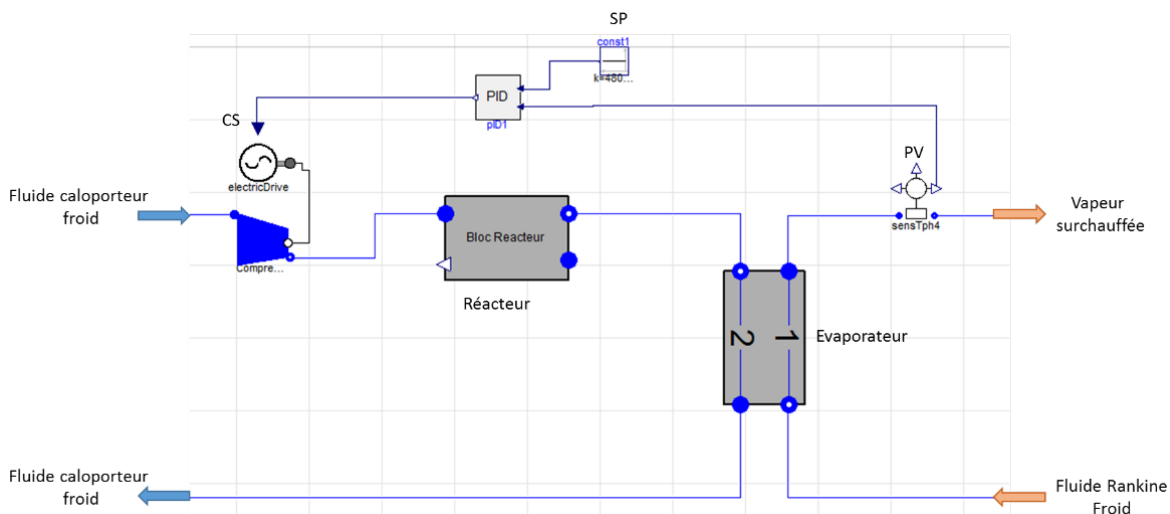 SP
const1
k=480...
PID
pID1
CS
PV
electricDrive
Fluide caloporteur
froid
Vapeur
surchauffée
sensTph4
Bloc Reacteur
Compre...
Réacteur
2
1
Evaporateur
Fluide caloporteur
froid
Fluide Rankine
Froid